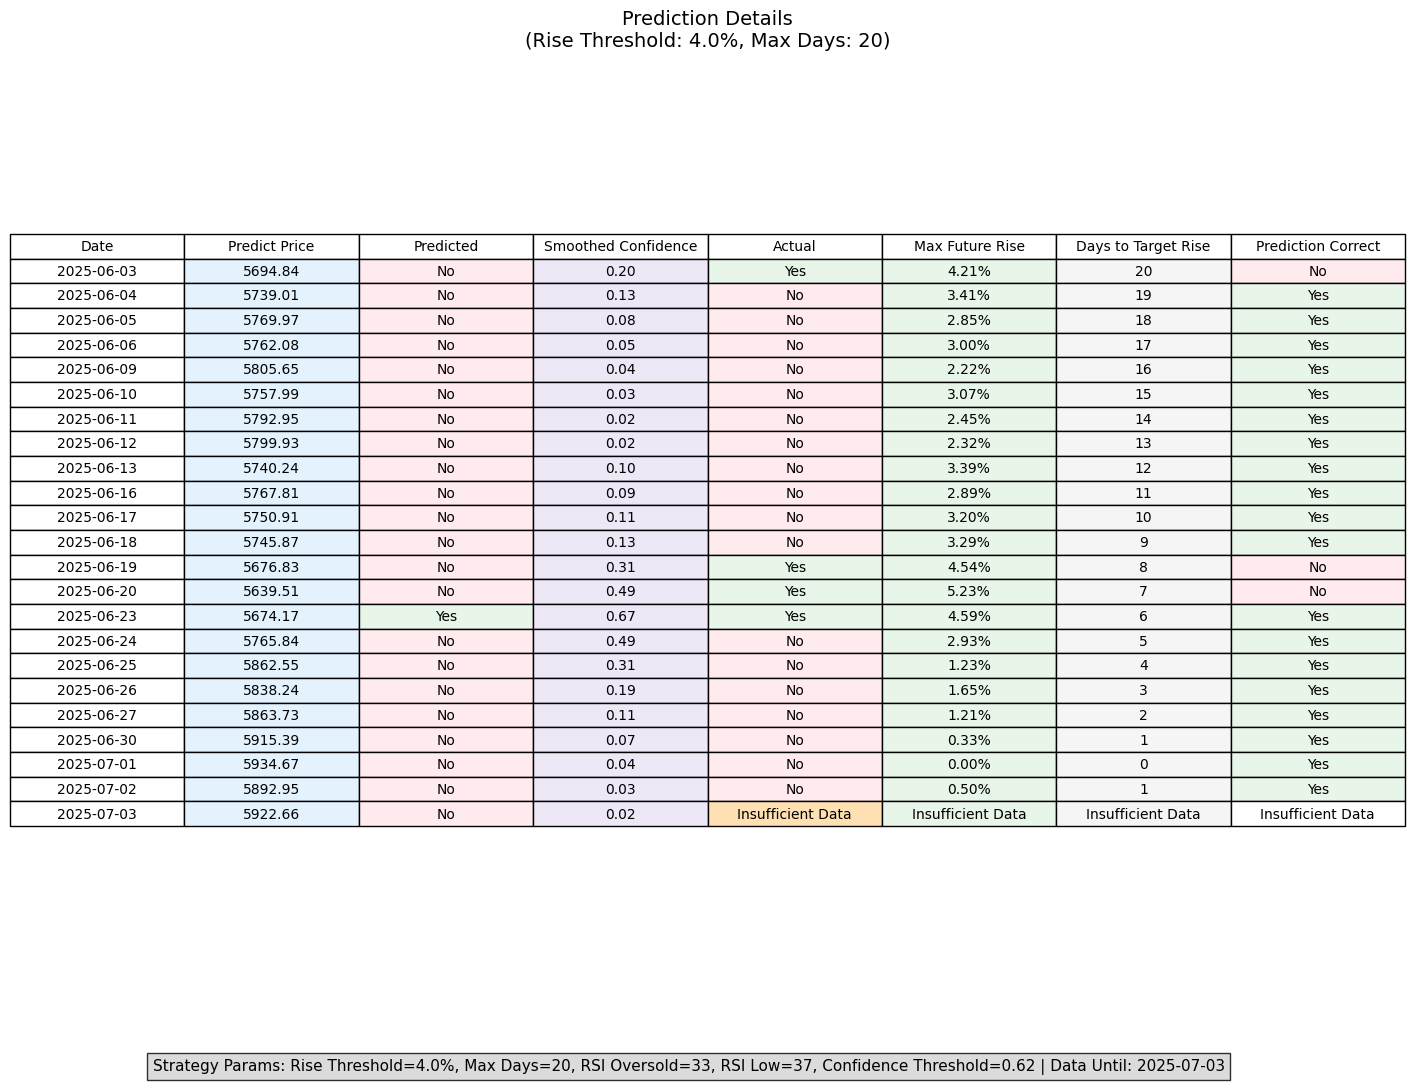 Prediction Details
(Rise Threshold: 4.0%, Max Days: 20)
Date Predict Price Predicted Smoothed Confidence Actual Max Future Rise Days to Target Rise Prediction Correct
2025-06-03 5694.84 No 0.20 Yes 4.21% 20 No
2025-06-04 5739.01 No 0.13 No 3.41% 19 Yes
2025-06-05 5769.97 No 0.08 No 2.85% 18 Yes
2025-06-06 5762.08 No 0.05 No 3.00% 17 Yes
2025-06-09 5805.65 No 0.04 No 2.22% 16 Yes
2025-06-10 5757.99 No 0.03 No 3.07% 15 Yes
2025-06-11 5792.95 No 0.02 No 2.45% 14 Yes
2025-06-12 5799.93 No 0.02 No 2.32% 13 Yes
2025-06-13 5740.24 No 0.10 No 3.39% 12 Yes
2025-06-16 5767.81 No 0.09 No 2.89% 11 Yes
2025-06-17 5750.91 No 0.11 No 3.20% 10 Yes
2025-06-18 5745.87 No 0.13 No 3.29% 9 Yes
2025-06-19 5676.83 No 0.31 Yes 4.54% 8 No
2025-06-20 5639.51 No 0.49 Yes 5.23% 7 No
2025-06-23 5674.17 Yes 0.67 Yes 4.59% 6 Yes
2025-06-24 5765.84 No 0.49 No 2.93% 5 Yes
2025-06-25 5862.55 No 0.31 No 1.23% 4 Yes
2025-06-26 5838.24 No 0.19 No 1.65% 3 Yes
2025-06-27 5863.73 No 0.11 No 1.21% 2 Yes
2025-06-30 5915.39 No 0.07 No 0.33% 1 Yes
2025-07-01 5934.67 No 0.04 No 0.00% 0 Yes
2025-07-02 5892.95 No 0.03 No 0.50% 1 Yes
2025-07-03 5922.66 No 0.02 Insufficient Data Insufficient Data Insufficient Data Insufficient Data
Strategy Params: Rise Threshold=4.0%, Max Days=20, RSI Oversold=33, RSI Low=37, Confidence Threshold=0.62 | Data Until: 2025-07-03